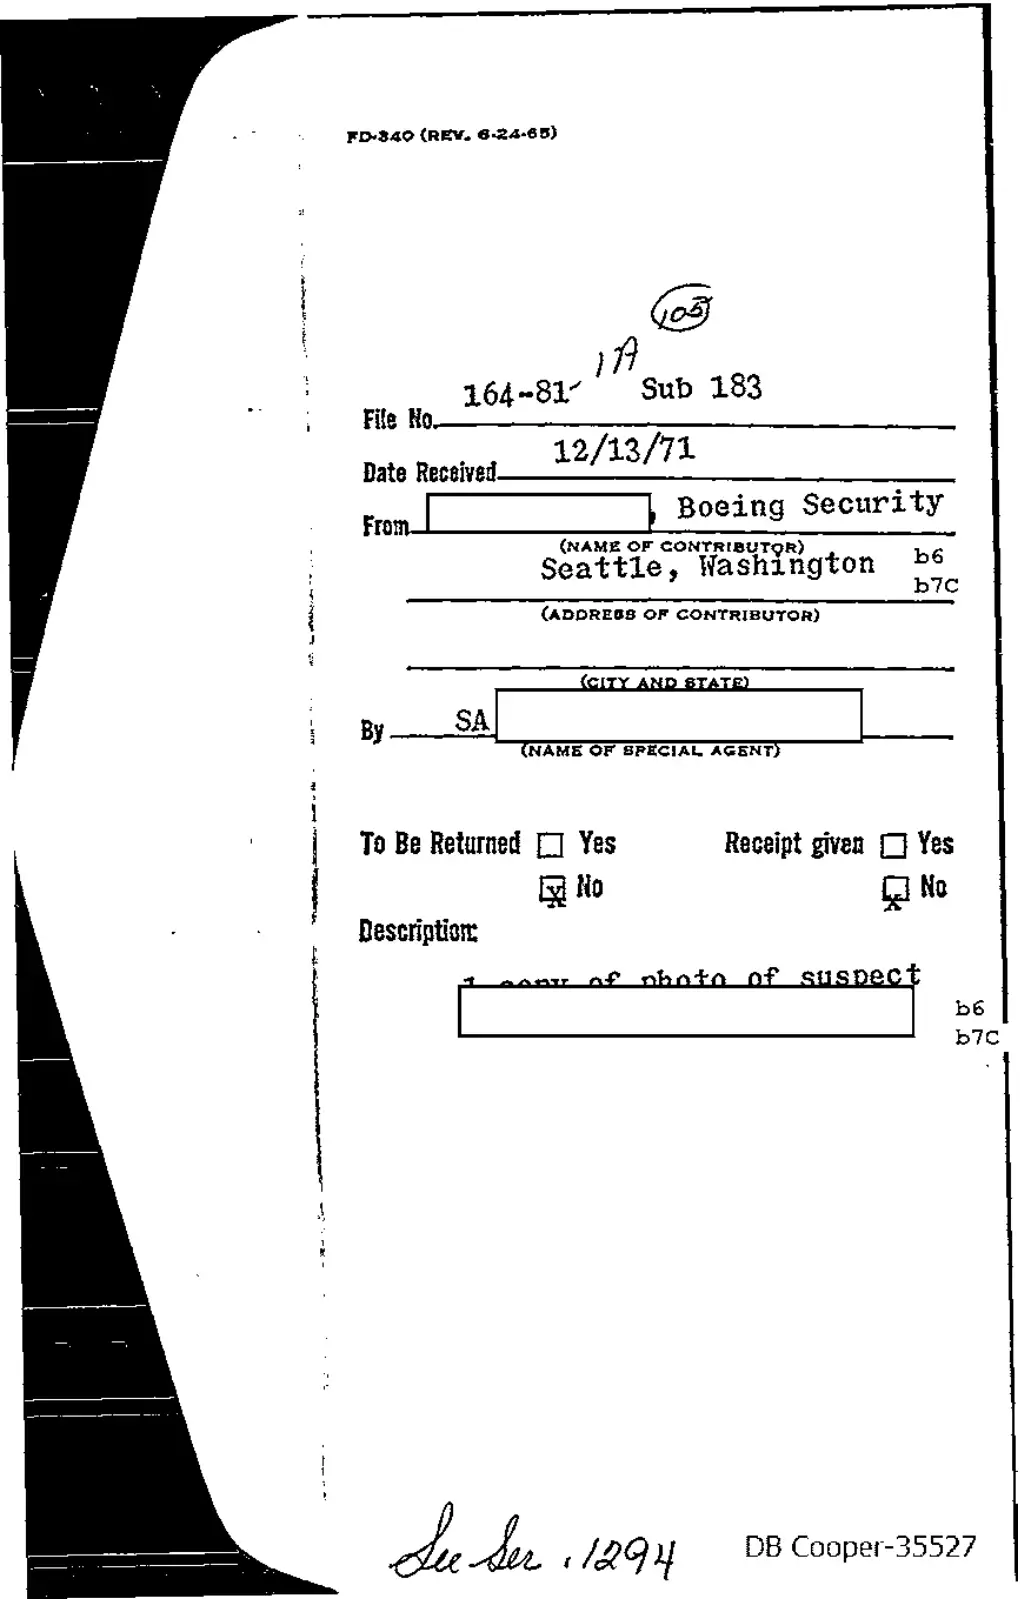 FD-340 (REV. 6-24-65)
105
1A
164-81- Sub 183
File No.
12/13/71
Date Received
From , Boeing Security
(NAME OF CONTRIBUTOR)
Seattle, Washington b6
b7C
(ADDRESS OF CONTRIBUTOR)
(CITY AND STATE)
By SA
(NAME OF SPECIAL AGENT)
To Be Returned ☐ Yes Receipt given ☐ Yes
☒ No ☒ No
Description:
1 copy of photo of suspect
b6
b7C
See Ser. 1294
DB Cooper-35527